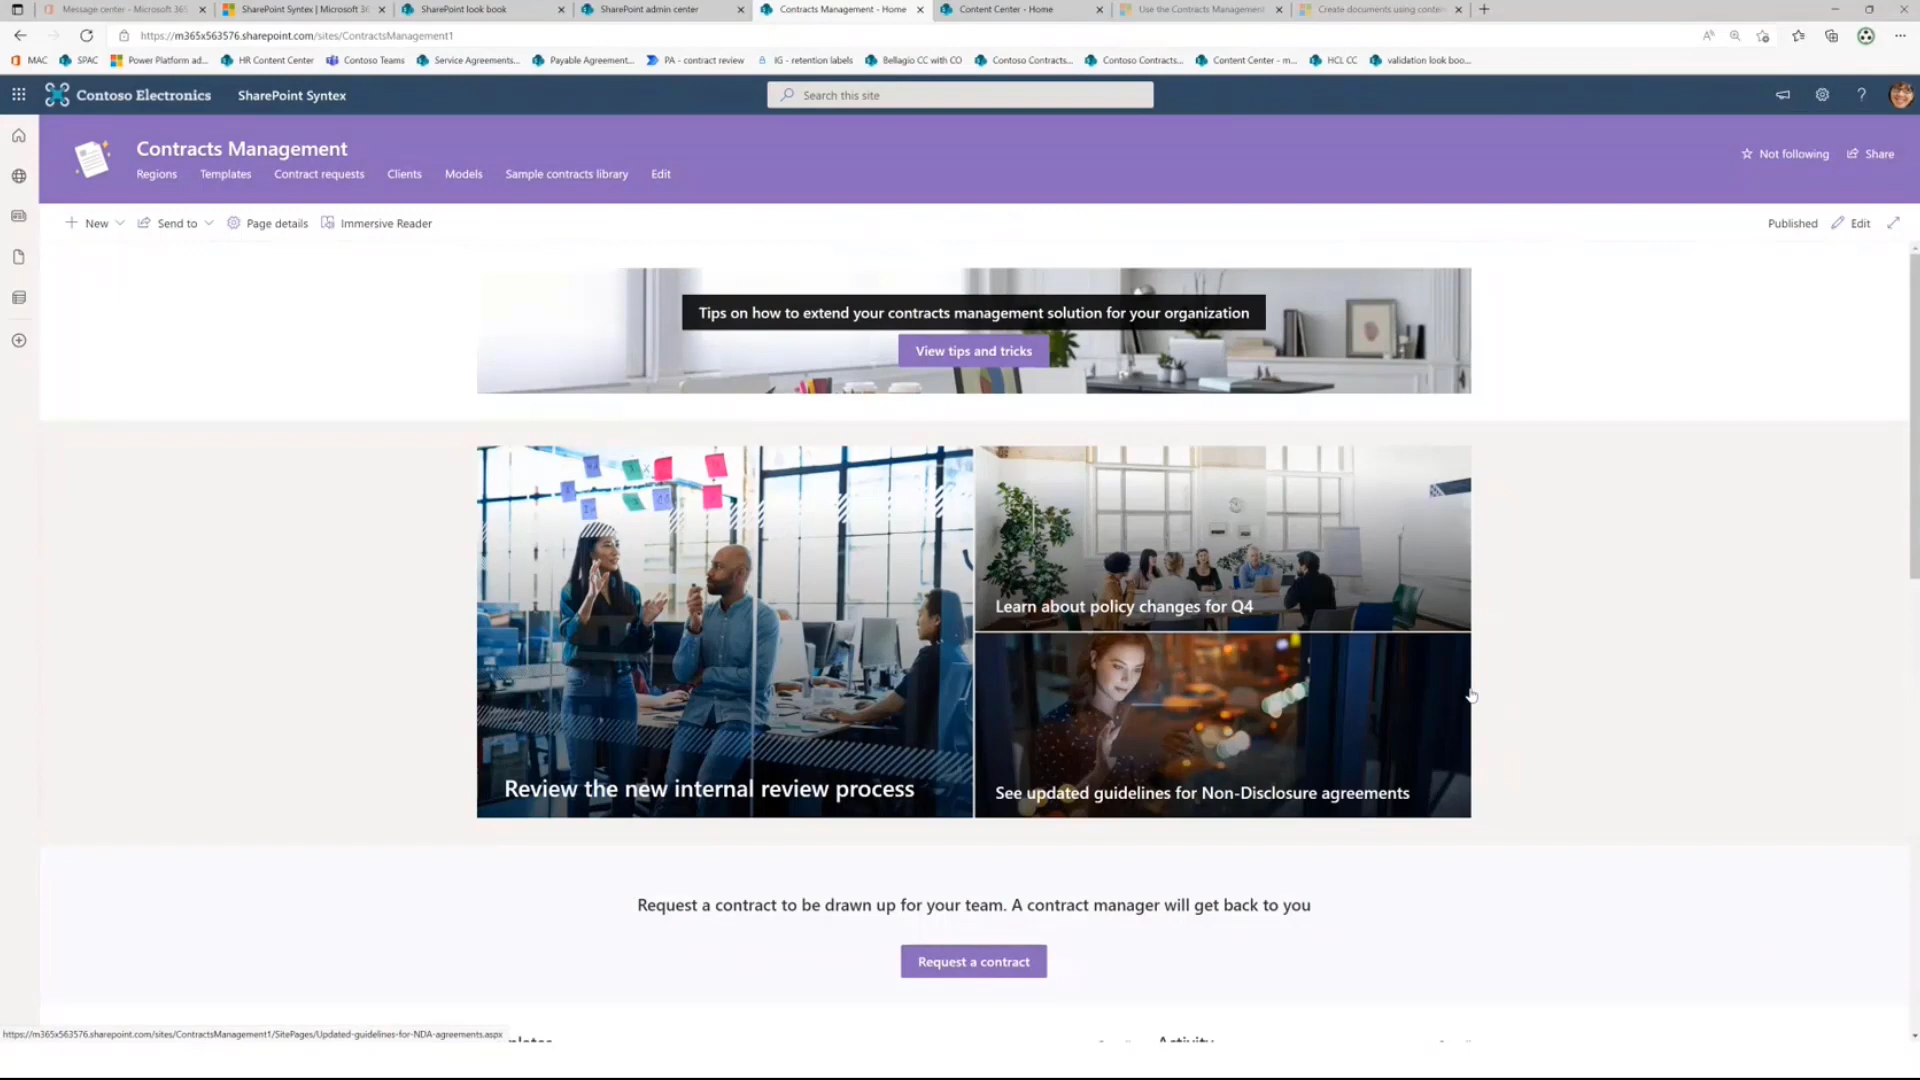 Message center - Microsoft 365
SharePoint Syntex | Microsoft 36
SharePoint look book
SharePoint admin center
Contracts Management - Home
Content Center - Home
Use the Contracts Management
Create documents using conten
https://m365x563576.sharepoint.com/sites/ContractsManagement1
MAC
SPAC
Power Platform ad...
HR Content Center
Contoso Teams
Service Agreements...
Payable Agreement...
PA - contract review
IG - retention labels
Bellagio CC with CO
Contoso Contracts...
Contoso Contracts...
Content Center - m...
HCL CC
validation look boo...
Contoso Electronics
SharePoint Syntex
Search this site
Contracts Management
Regions
Templates
Contract requests
Clients
Models
Sample contracts library
Edit
Not following
Share
New
Send to
Page details
Immersive Reader
Published
Edit
Tips on how to extend your contracts management solution for your organization
View tips and tricks
Review the new internal review process
Learn about policy changes for Q4
See updated guidelines for Non-Disclosure agreements
Request a contract to be drawn up for your team. A contract manager will get back to you
Request a contract
https://m365x563576.sharepoint.com/sites/ContractsManagement1/SitePages/Updated-guidelines-for-NDA-agreements.aspx
Activity